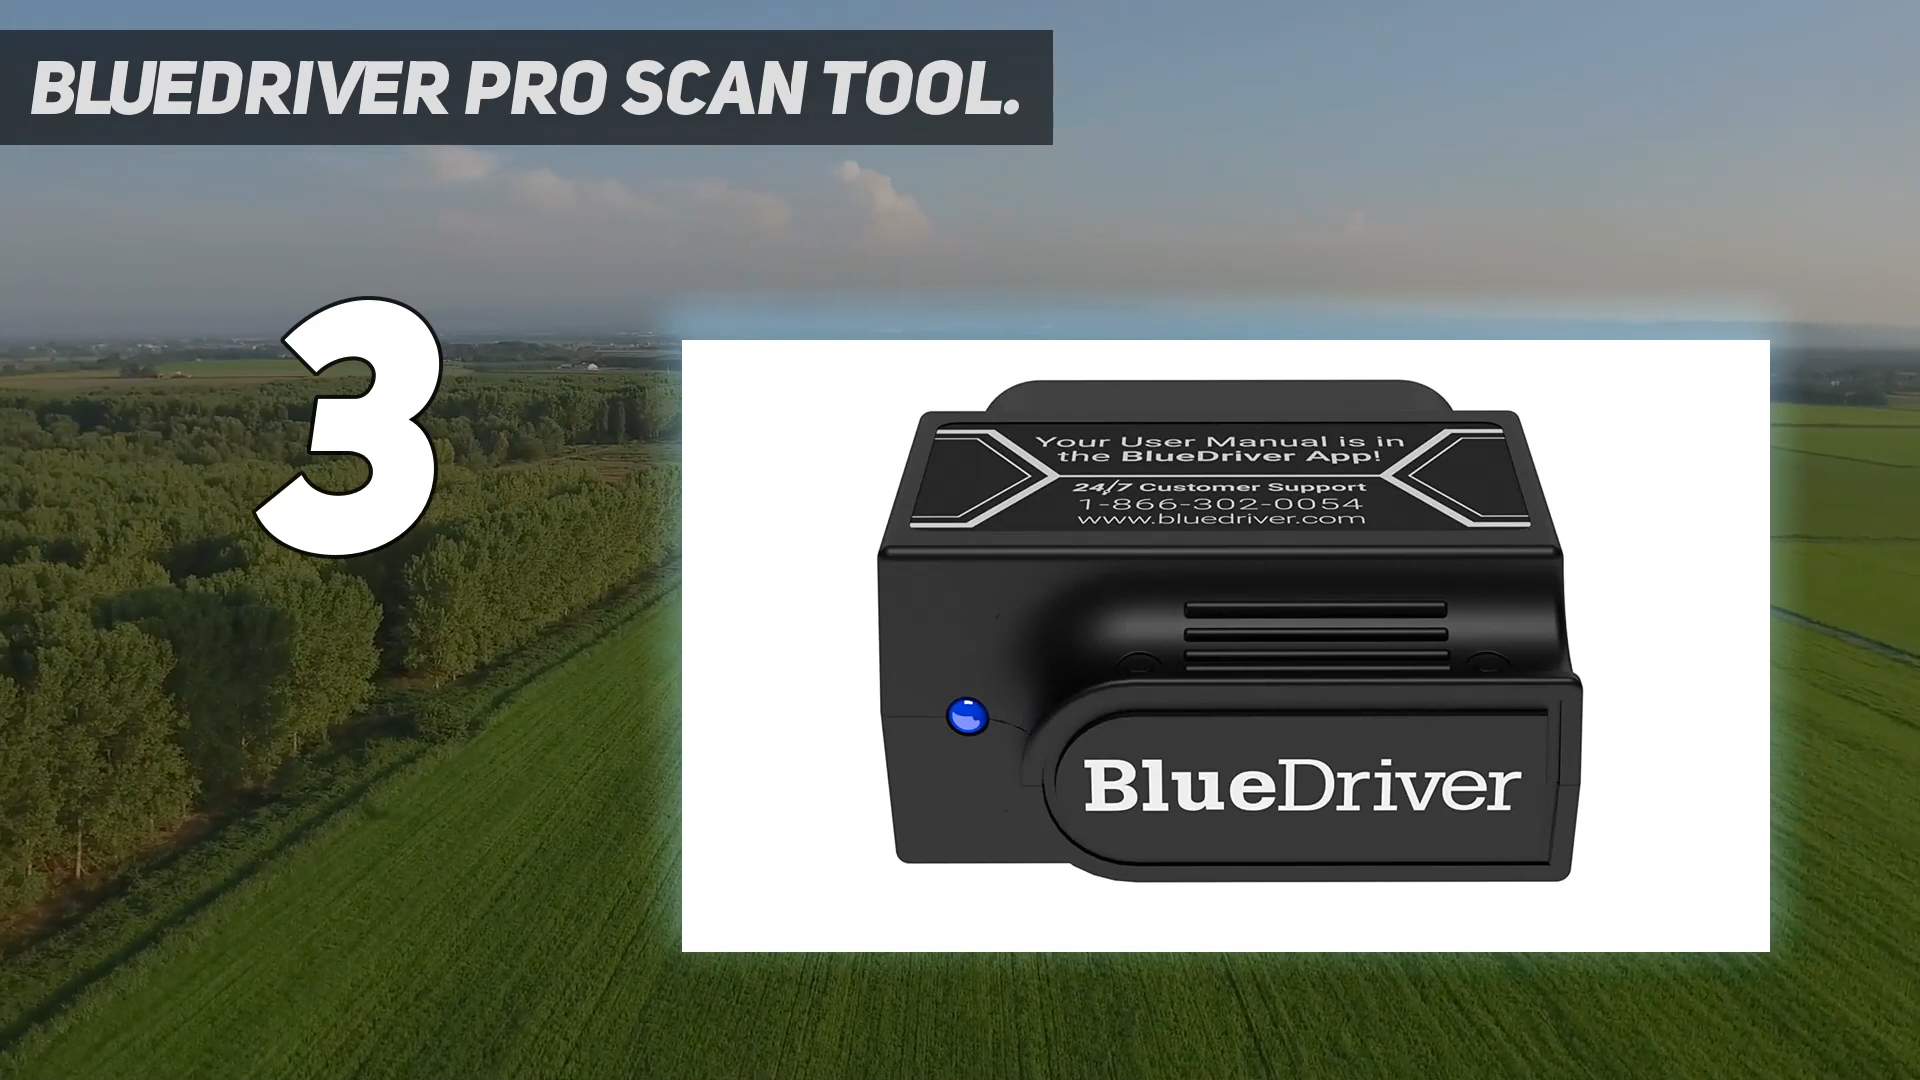 BLUEDRIVER PRO SCAN TOOL.
3
Your User Manual is in
the BlueDriver App!
24/7 Customer Support
1-866-302-0054
www.bluedriver.com
BlueDriver